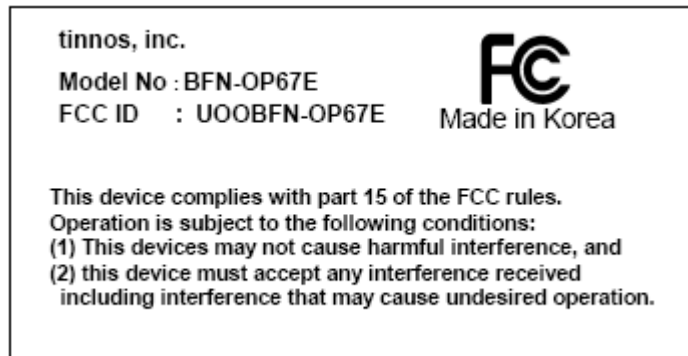 tinnos, inc.
Model No : BFN-OP67E
FCC ID : UOOBFN-OP67E
FC
Made in Korea
This device complies with part 15 of the FCC rules.
Operation is subject to the following conditions:
(1) This devices may not cause harmful interference, and
(2) this device must accept any interference received
including interference that may cause undesired operation.